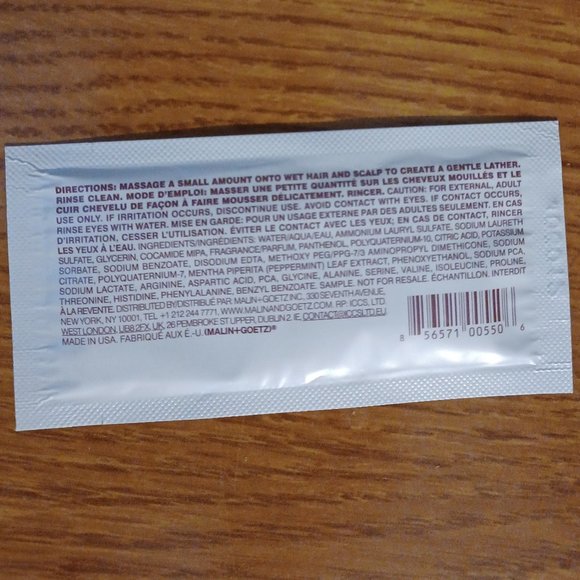 DIRECTIONS: MASSAGE A SMALL AMOUNT ONTO WET HAIR AND SCALP TO CREATE A GENTLE LATHER.
RINSE CLEAN. MODE D'EMPLOI: MASSER UNE PETITE QUANTITÉ SUR LES CHEVEUX MOUILLÉS ET LE
CUIR CHEVELU DE FAÇON À FAIRE MOUSSER DÉLICATEMENT. RINCER. CAUTION: FOR EXTERNAL, ADULT
USE ONLY. IF IRRITATION OCCURS, DISCONTINUE USE. AVOID CONTACT WITH EYES. IF CONTACT OCCURS,
RINSE EYES WITH WATER. MISE EN GARDE: POUR UN USAGE EXTERNE PAR DES ADULTES SEULEMENT. EN CAS
D'IRRITATION, CESSER L'UTILISATION. ÉVITER LE CONTACT AVEC LES YEUX. EN CAS DE CONTACT, RINCER
LES YEUX À L'EAU. INGREDIENTS/INGRÉDIENTS: WATER/AQUA/EAU, AMMONIUM LAURYL SULFATE, SODIUM LAURETH
SULFATE, GLYCERIN, COCAMINE MIPA, FRAGRANCE/PARFUM, PANTHENOL, POLYQUATERNIUM-10, CITRIC ACID, POTASSIUM
SORBATE, SODIUM BENZOATE, DISODIUM EDTA, METHOXY PEG/PPG-7/3 AMINOPROPYL DIMETHICONE, SODIUM
CITRATE, POLYQUATERNIUM-7, MENTHA PIPERITA (PEPPERMINT) LEAF EXTRACT, PHENOXYETHANOL, SODIUM PCA,
SODIUM LACTATE, ARGININE, ASPARTIC ACID, PCA, GLYCINE, ALANINE, SERINE, VALINE, ISOLEUCINE, PROLINE,
THREONINE, HISTIDINE, PHENYLALANINE, BENZYL BENZOATE. SAMPLE, NOT FOR RESALE. ÉCHANTILLON. INTERDIT
À LA REVENTE. DISTRIBUTED BY/DISTRIBUÉ PAR: MALIN+GOETZ INC. 330 SEVENTH AVENUE,
NEW YORK, NY 10001, TEL +1 212 244 7771, WWW.MALINANDGOETZ.COM. RP: ICCS, LTD.
WEST LONDON, UB8 2FX, UK, 26 PEMBROKE ST UPPER, DUBLIN 2. IE, CONTACT@ICCSLTD.EU
MADE IN USA. FABRIQUÉ AUX É.-U. (MALIN+GOETZ)®
8 56571 00550 6